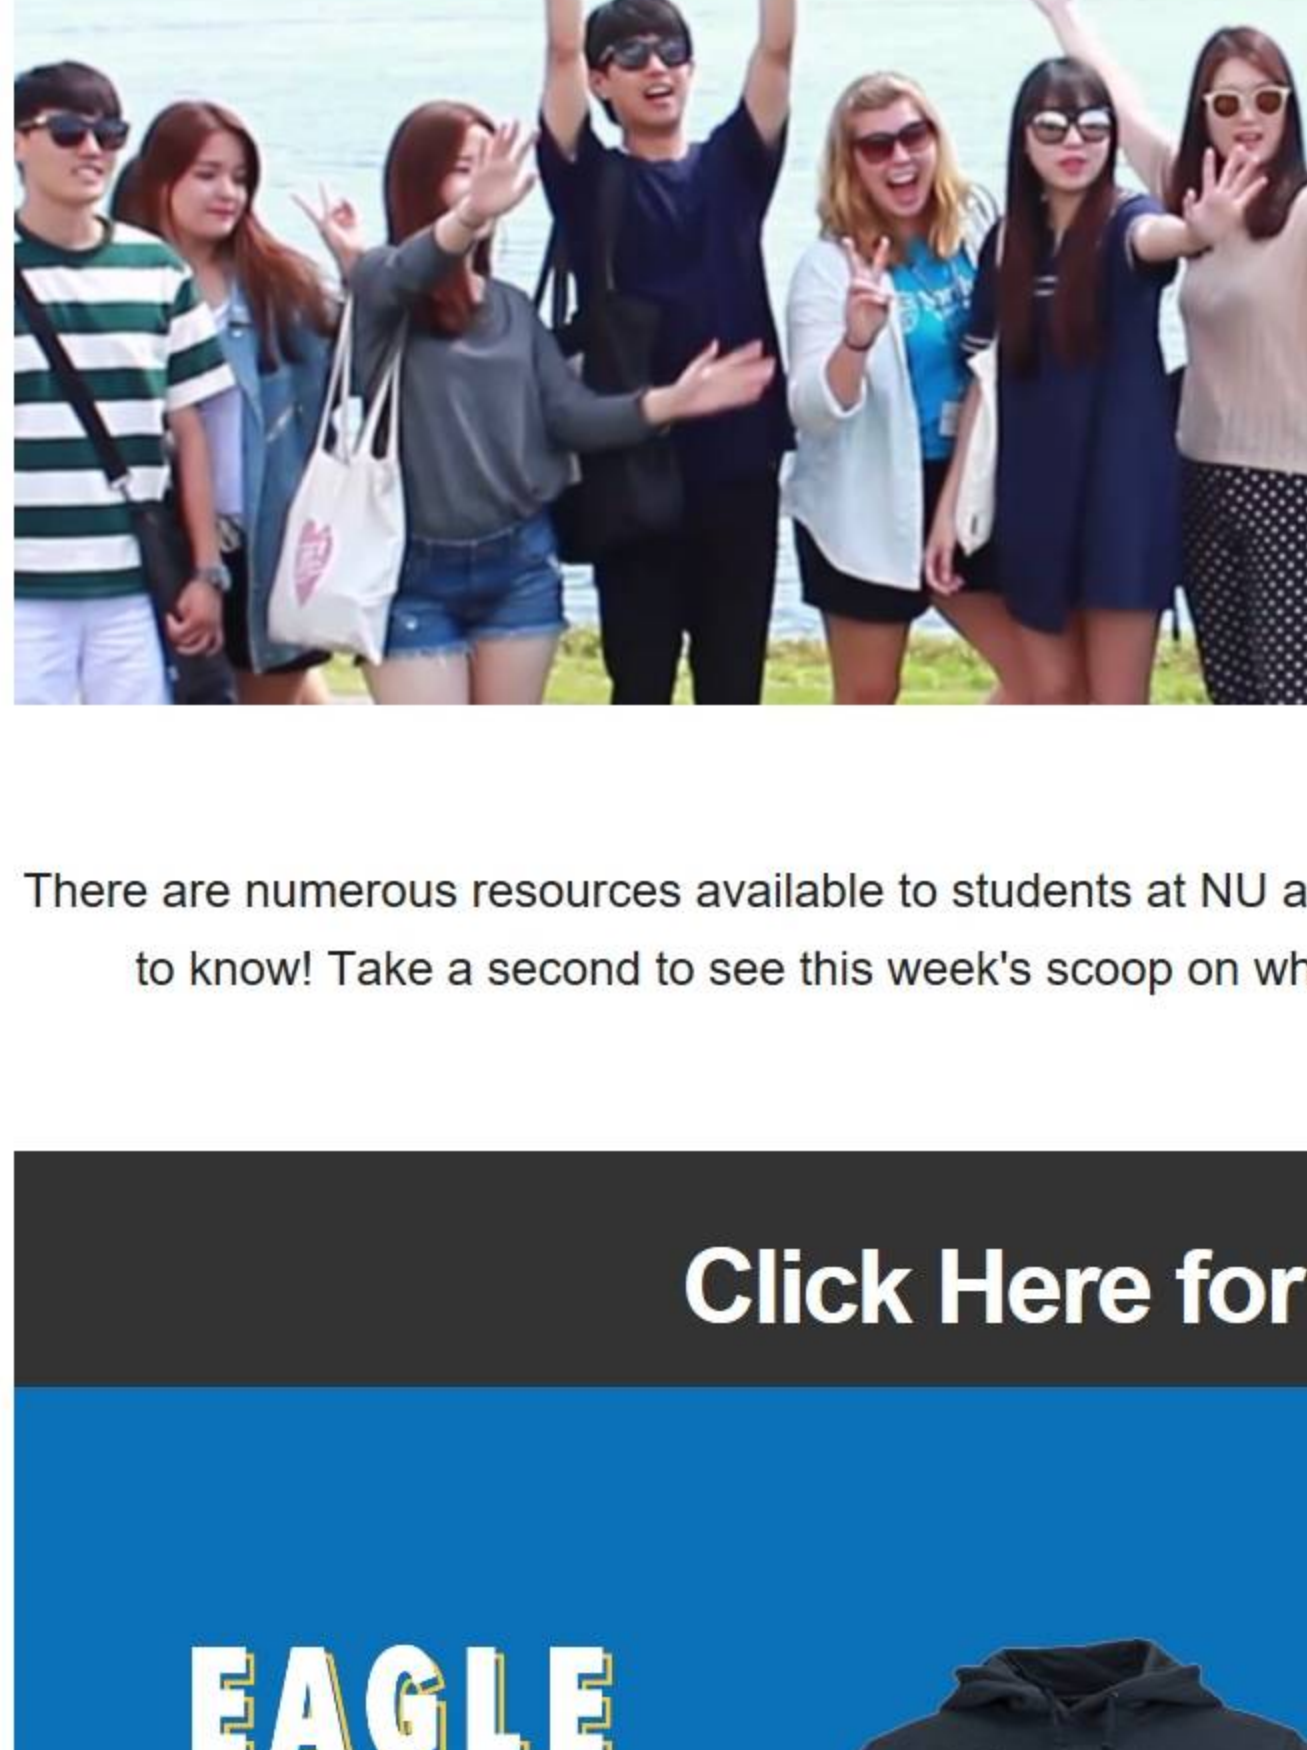 There are numerous resources available to students at NU a
to know! Take a second to see this week's scoop on wh
Click Here for
EAGLE